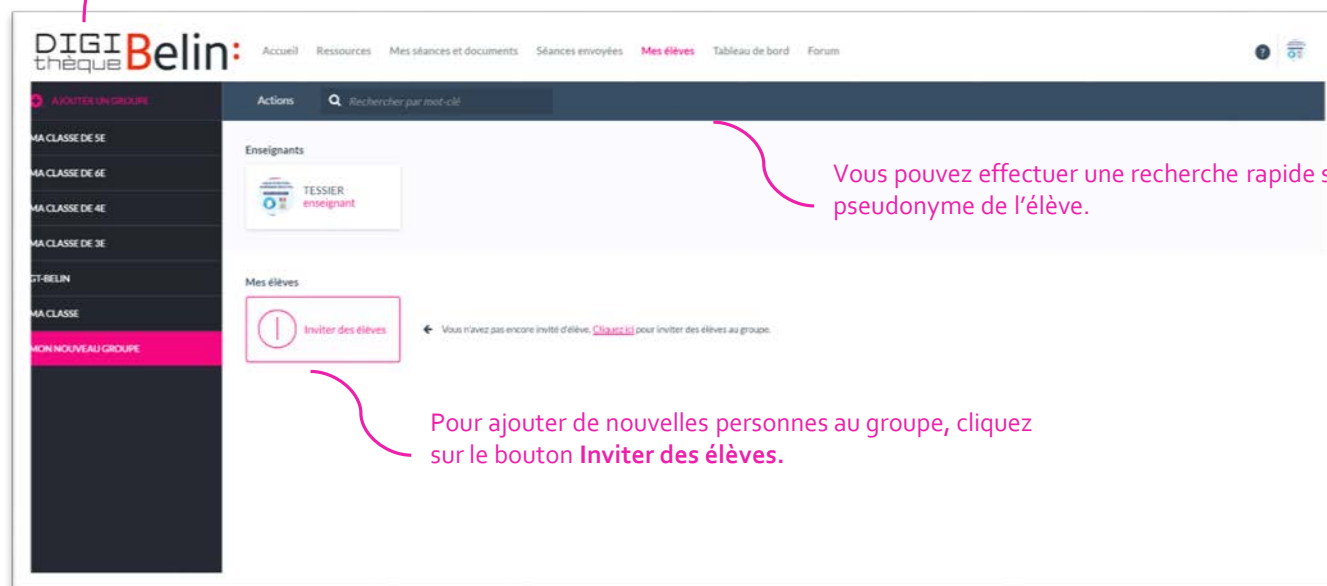 DIGI
thèque Belin:
Accueil Ressources Mes séances et documents Séances envoyées Mes élèves Tableau de bord Forum
AJOUTER UN GROUPE
Actions Rechercher par mot-clé
MA CLASSE DE 5E
MA CLASSE DE 6E
MA CLASSE DE 4E
MA CLASSE DE 3E
GT-BELIN
MA CLASSE
MON NOUVEAU GROUPE
Enseignants
TESSIER
enseignant
Vous pouvez effectuer une recherche rapide s
pseudonyme de l’élève.
Mes élèves
Inviter des élèves
Vous n'avez pas encore invité d'élève. Cliquez ici pour inviter des élèves au groupe.
Pour ajouter de nouvelles personnes au groupe, cliquez
sur le bouton Inviter des élèves.